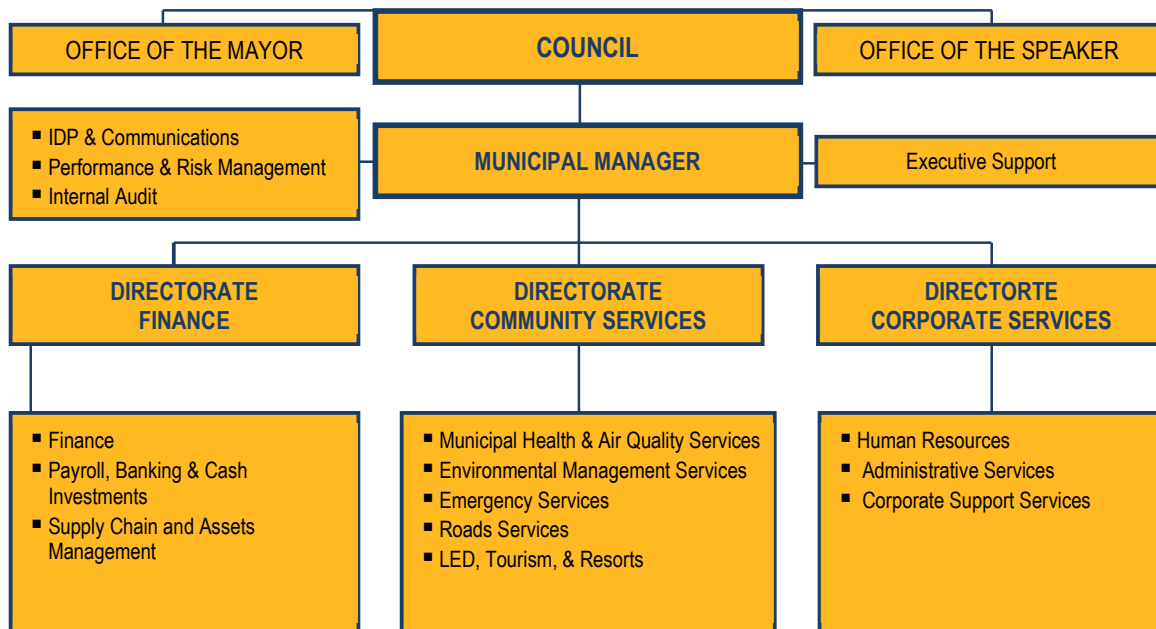 OFFICE OF THE MAYOR
COUNCIL
OFFICE OF THE SPEAKER
▪ IDP & Communications
▪ Performance & Risk Management
▪ Internal Audit
MUNICIPAL MANAGER
Executive Support
DIRECTORATE
FINANCE
DIRECTORATE
COMMUNITY SERVICES
DIRECTORTE
CORPORATE SERVICES
▪ Finance
▪ Payroll, Banking & Cash
Investments
▪ Supply Chain and Assets
Management
▪ Municipal Health & Air Quality Services
▪ Environmental Management Services
▪ Emergency Services
▪ Roads Services
▪ LED, Tourism, & Resorts
▪ Human Resources
▪ Administrative Services
▪ Corporate Support Services